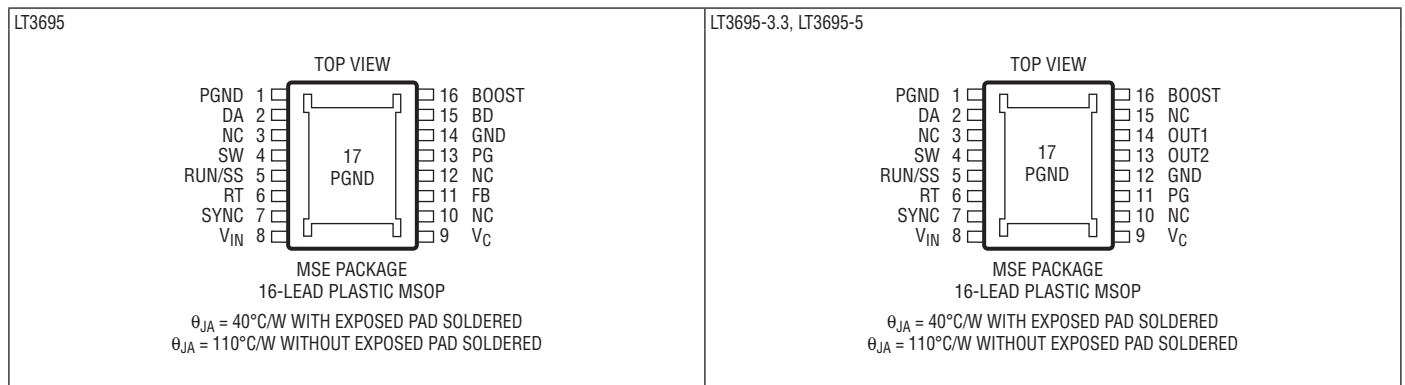 LT3695
TOP VIEW
PGND 1 16 BOOST
DA 2 15 BD
NC 3 14 GND
SW 4 13 PG
RUN/SS 5 12 NC
RT 6 11 FB
SYNC 7 10 NC
VIN 8 9 VC
17
PGND
MSE PACKAGE
16-LEAD PLASTIC MSOP
θJA = 40°C/W WITH EXPOSED PAD SOLDERED
θJA = 110°C/W WITHOUT EXPOSED PAD SOLDERED
LT3695-3.3, LT3695-5
TOP VIEW
PGND 1 16 BOOST
DA 2 15 NC
NC 3 14 OUT1
SW 4 13 OUT2
RUN/SS 5 12 GND
RT 6 11 PG
SYNC 7 10 NC
VIN 8 9 VC
17
PGND
MSE PACKAGE
16-LEAD PLASTIC MSOP
θJA = 40°C/W WITH EXPOSED PAD SOLDERED
θJA = 110°C/W WITHOUT EXPOSED PAD SOLDERED